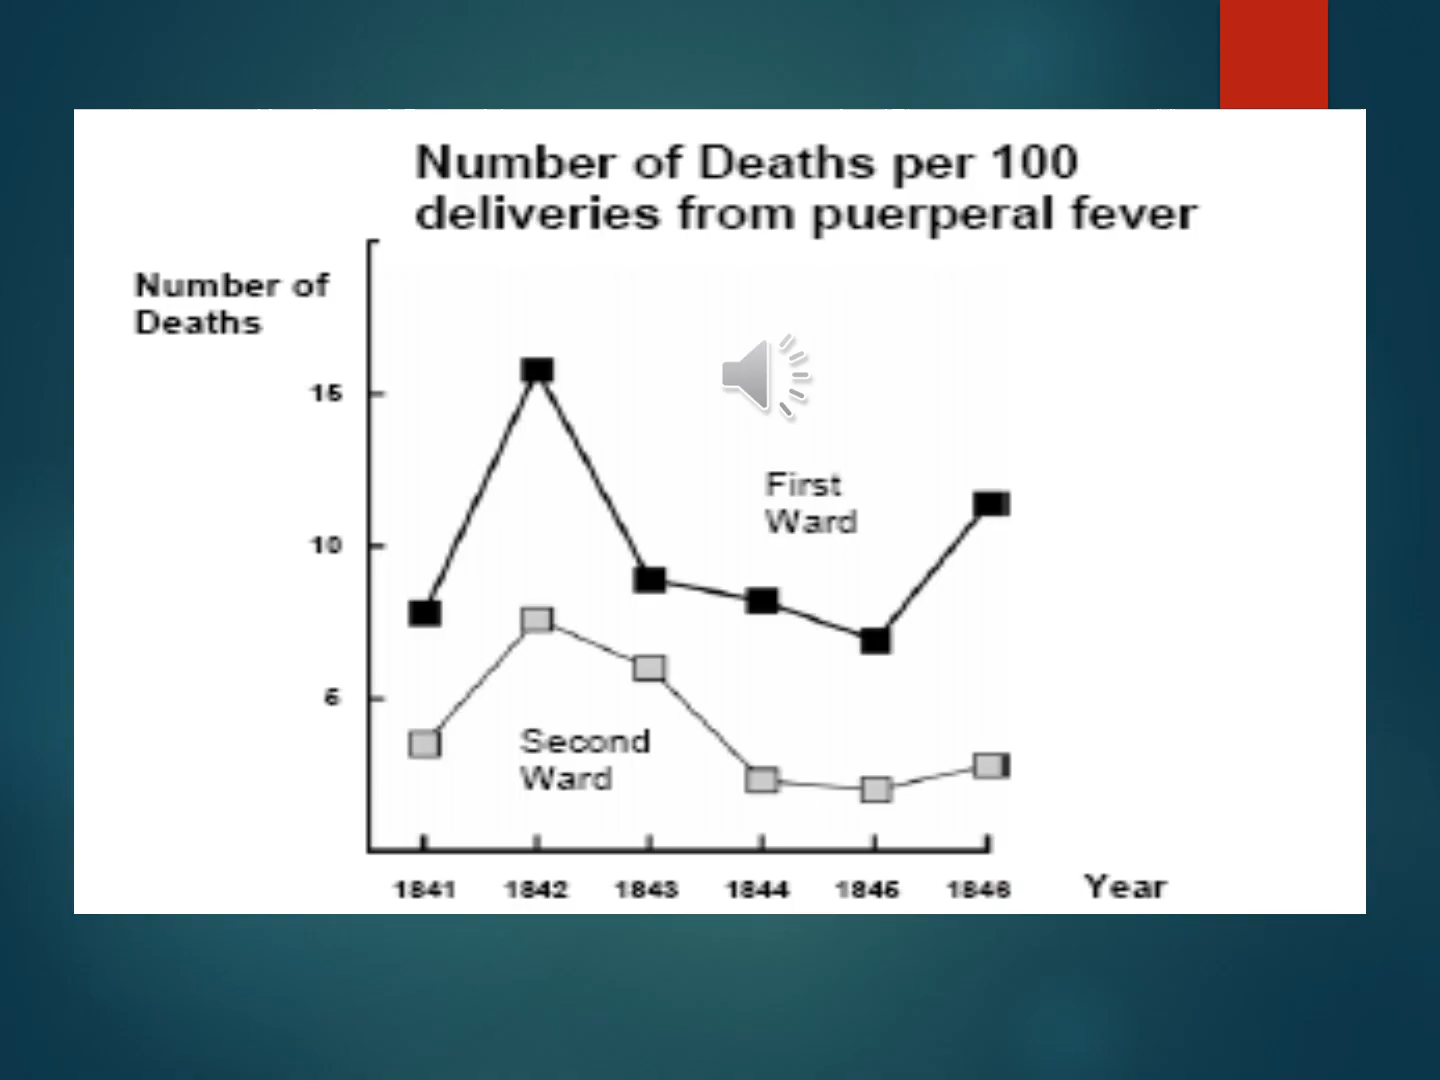 Number of Deaths per 100
deliveries from puerperal fever
Number of
Deaths
15
10
5
First
Ward
Second
Ward
1841 1842 1843 1844 1845 1846 Year